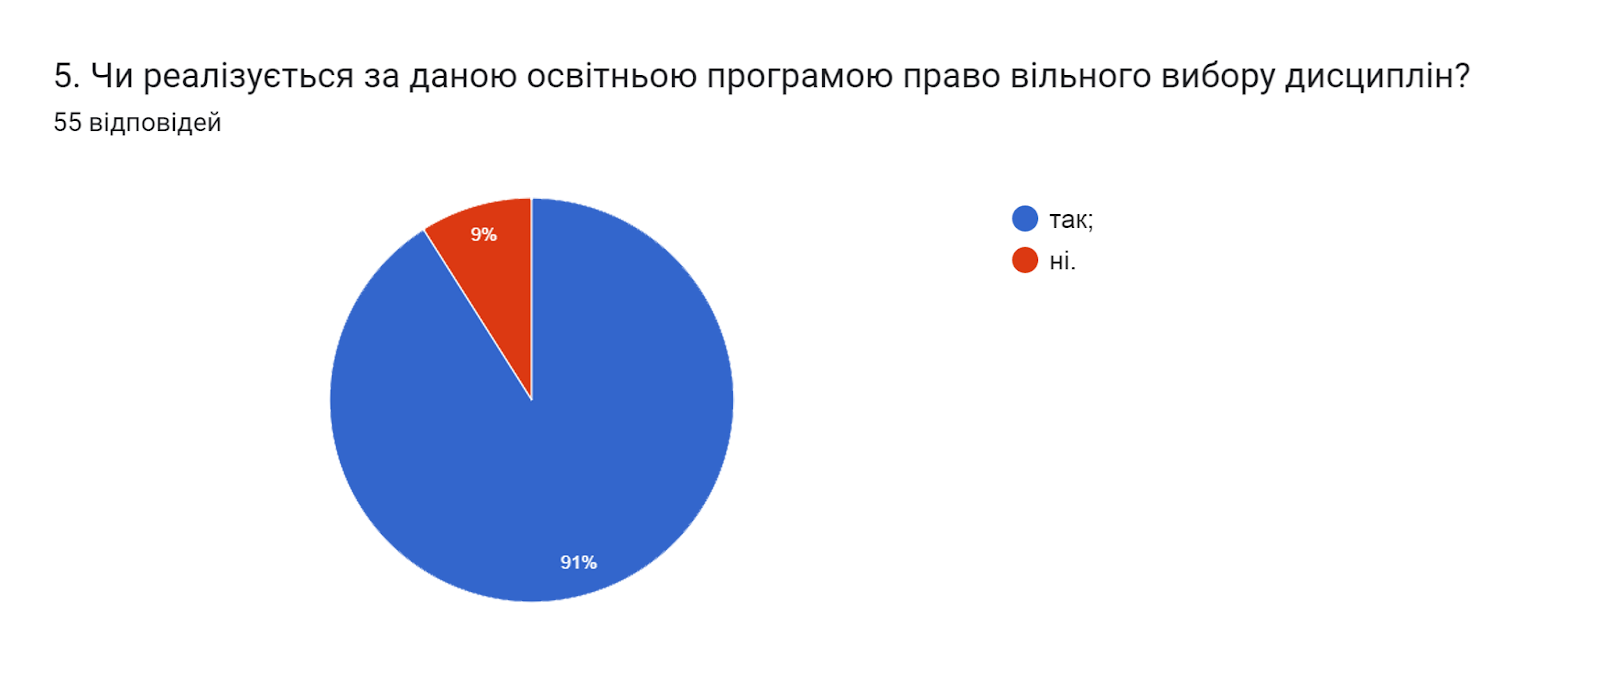 5. Чи реалізується за даною освітньою програмою право вільного вибору дисциплін?
55 відповідей
так;
ні.
9%
91%